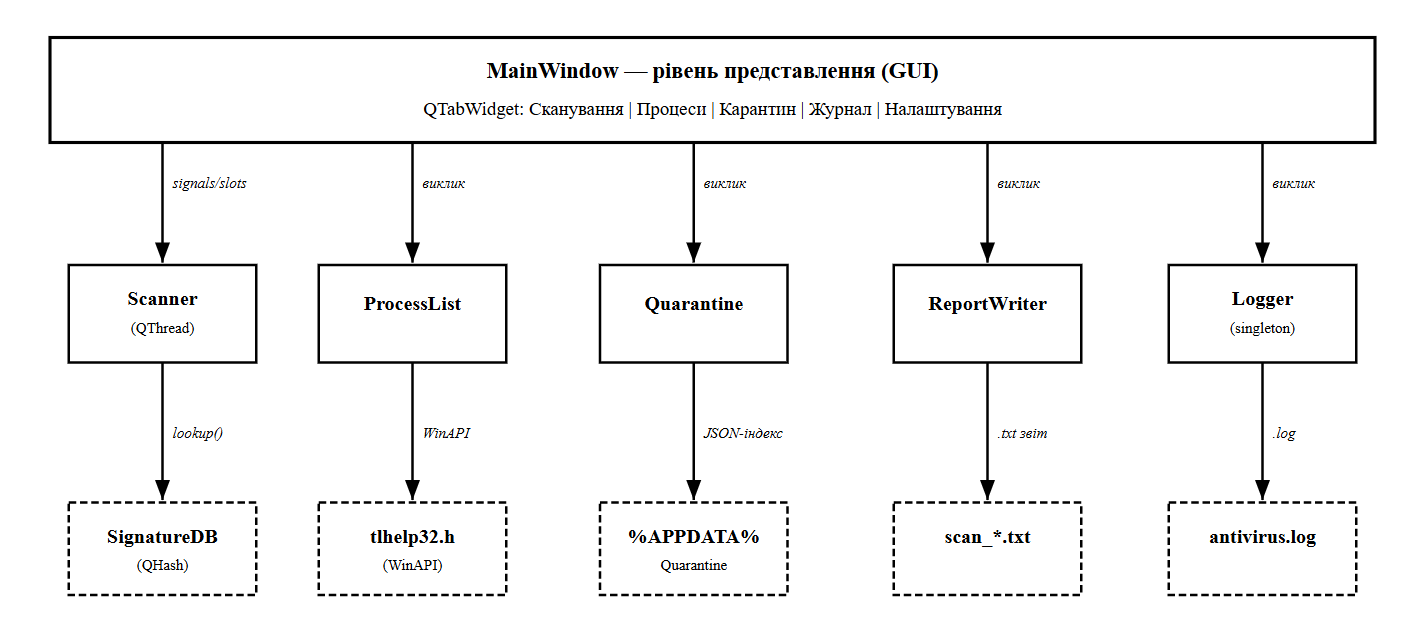 MainWindow — рівень представлення (GUI)
QTabWidget: Сканування | Процеси | Карантин | Журнал | Налаштування
signals/slots
виклик
виклик
виклик
виклик
Scanner
(QThread)
ProcessList
Quarantine
ReportWriter
Logger
(singleton)
lookup()
WinAPI
JSON-індекс
.txt звіт
.log
SignatureDB
(QHash)
tlhelp32.h
(WinAPI)
%APPDATA%
Quarantine
scan_*.txt
antivirus.log